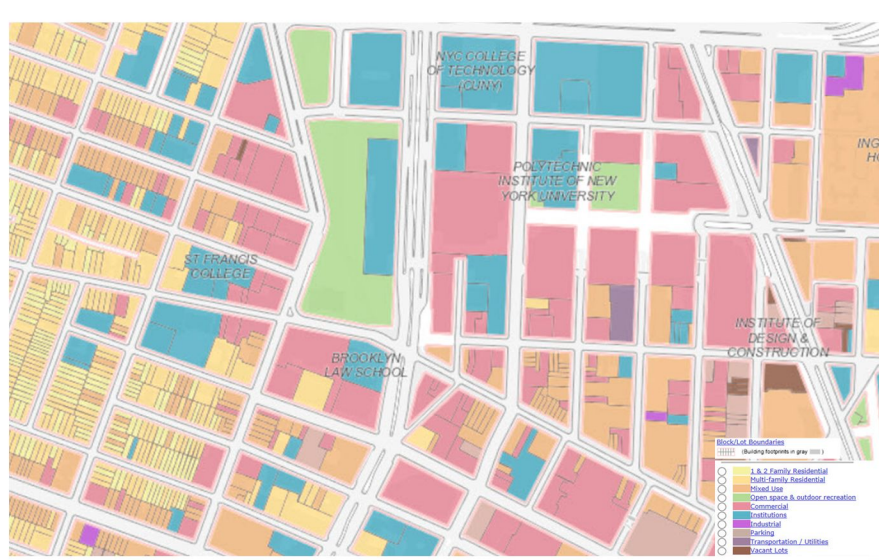 NYC COLLEGE
OF TECHNOLOGY
(CUNY)
ING
HO
POLYTECHNIC
INSTITUTE OF NEW
YORK UNIVERSITY
ST FRANCIS
COLLEGE
INSTITUTE OF
DESIGN &
CONSTRUCTION
BROOKLYN
LAW SCHOOL
Block/Lot Boundaries
(Building footprints in gray )
1 & 2 Family Residential
Multi-family Residential
Mixed Use
Open space & outdoor recreation
Commercial
Institutions
Industrial
Parking
Transportation / Utilities
Vacant Lots